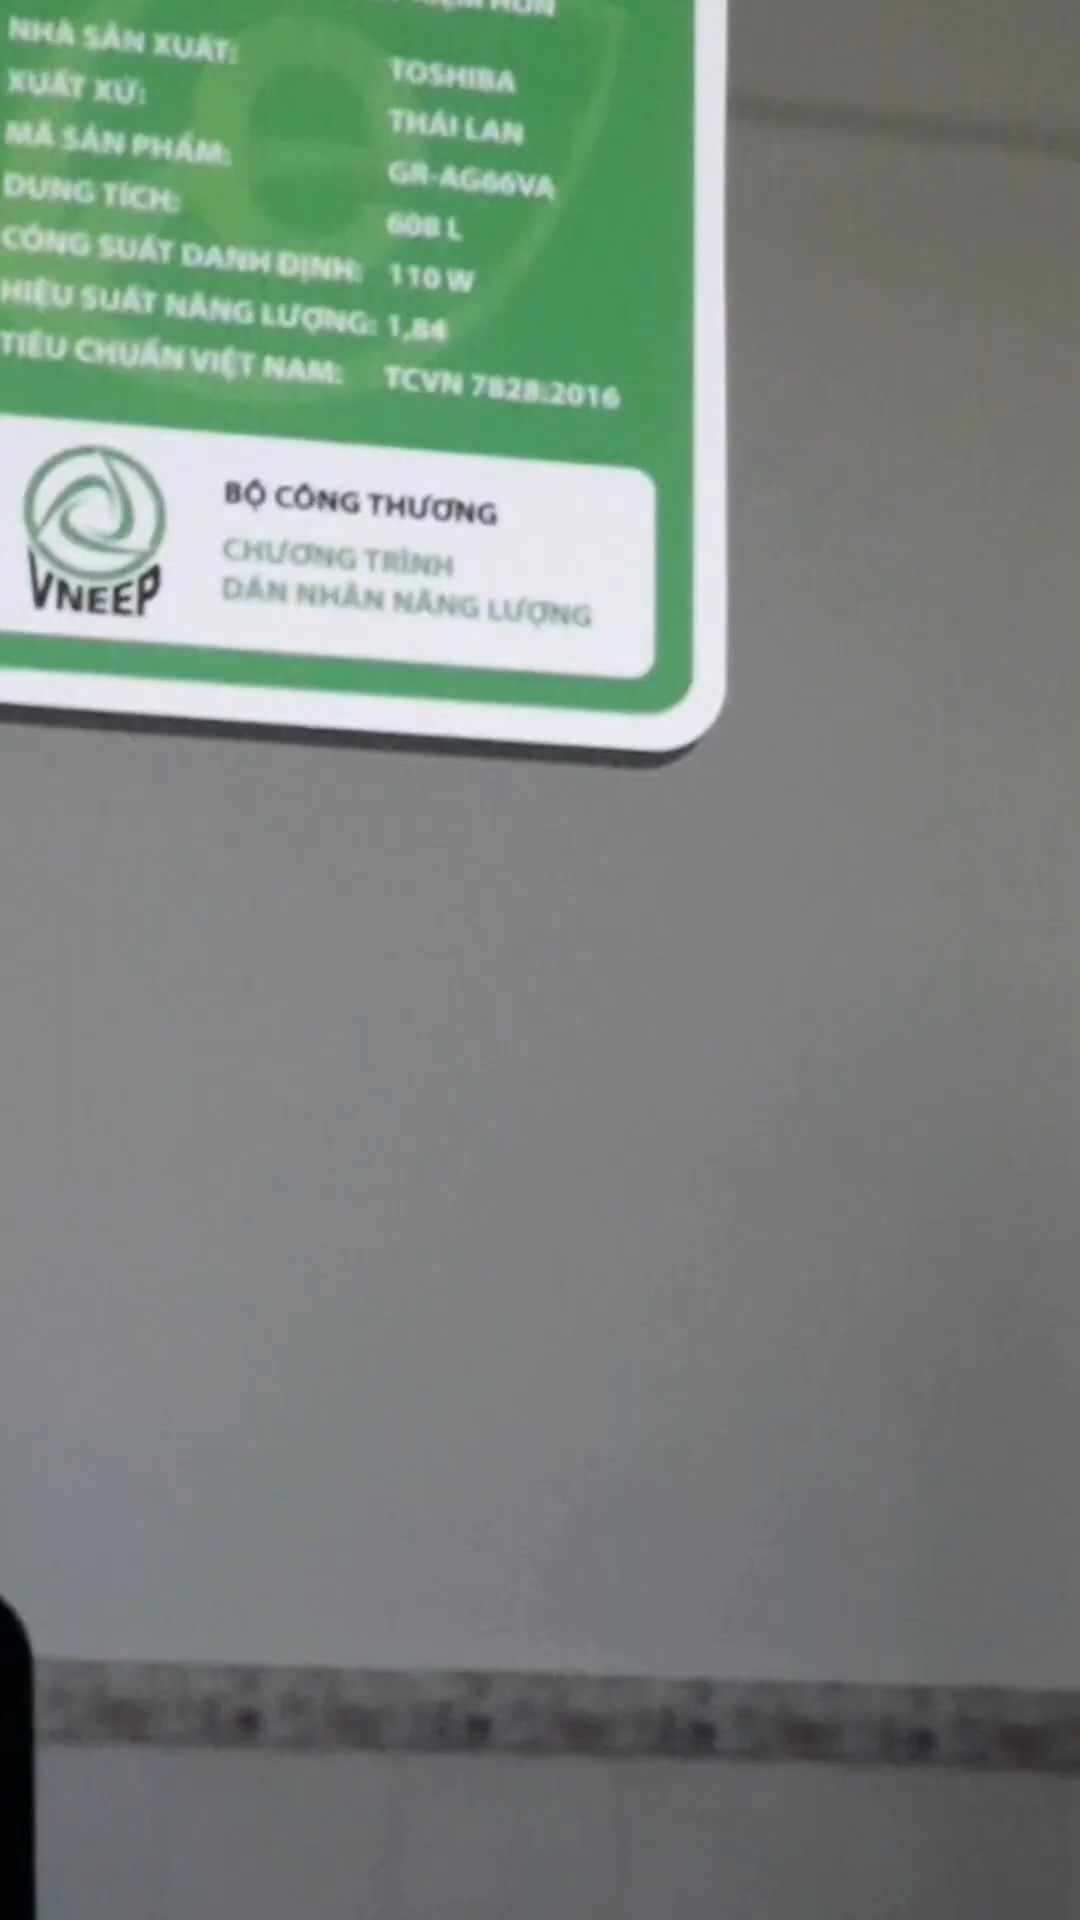 NHÀ SẢN XUẤT: TOSHIBA
XUẤT XỨ: THÁI LAN
MÃ SẢN PHẨM: GR-AG66VA
DUNG TÍCH: 608 L
CÔNG SUẤT DANH ĐỊNH: 110 W
HIỆU SUẤT NĂNG LƯỢNG: 1,84
TIÊU CHUẨN VIỆT NAM: TCVN 7828:2016
VNEEP
BỘ CÔNG THƯƠNG
CHƯƠNG TRÌNH
DÁN NHÃN NĂNG LƯỢNG